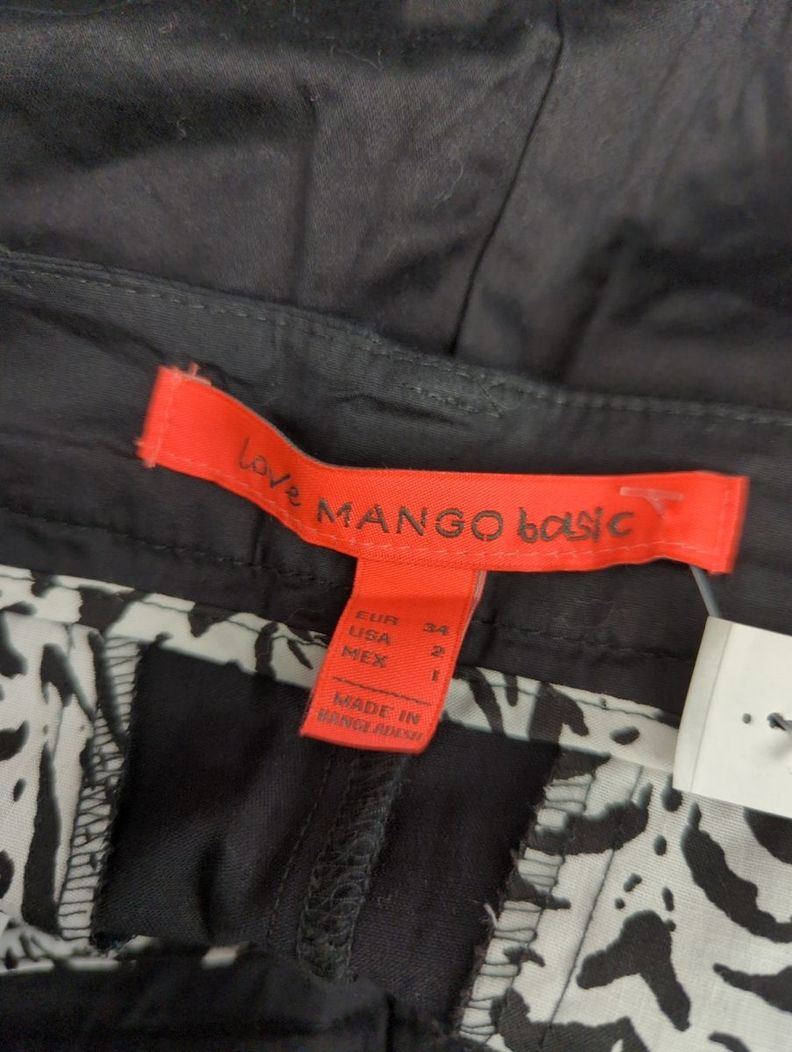 love MANGO basic
EUR 34
USA 2
MEX 1
MADE IN
BANGLADESH